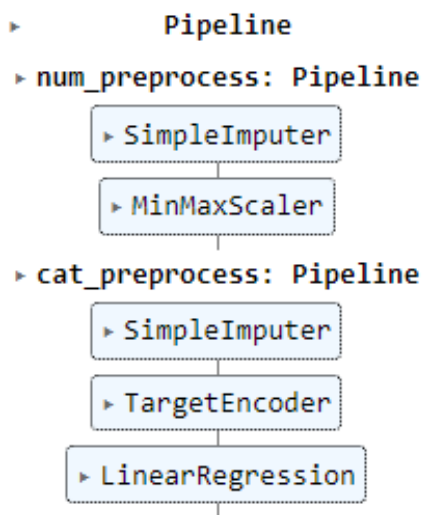 Pipeline
num_preprocess: Pipeline
SimpleImputer
MinMaxScaler
cat_preprocess: Pipeline
SimpleImputer
TargetEncoder
LinearRegression